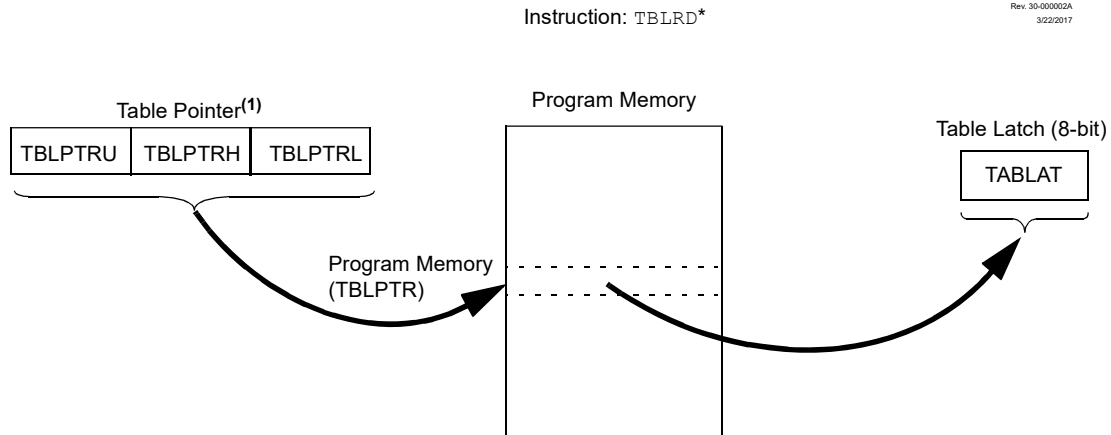 Instruction: TBLRD*
Rev. 30-000002A
3/22/2017
Table Pointer(1)
Program Memory
Table Latch (8-bit)
TBLPTRU TBLPTRH TBLPTRL
TABLAT
Program Memory
(TBLPTR)